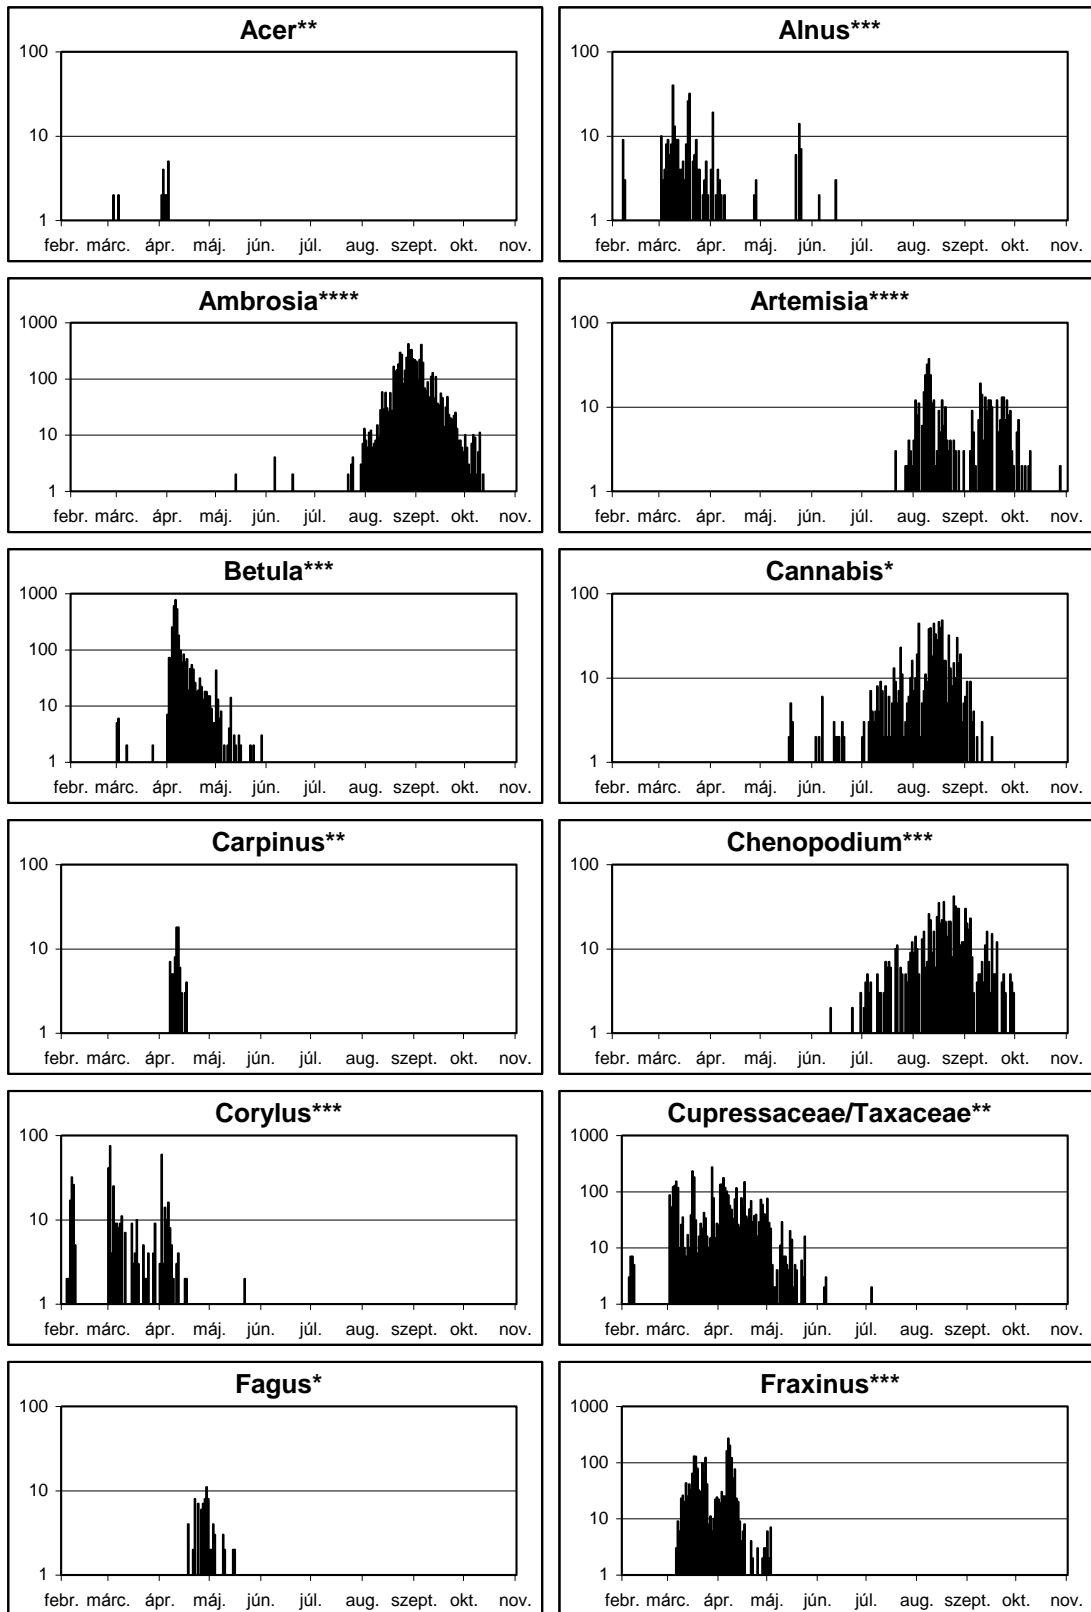 Acer**
100
10
1
febr. márc. ápr. máj. jún. júl. aug. szept. okt. nov.
Alnus***
100
10
1
febr. márc. ápr. máj. jún. júl. aug. szept. okt. nov.
Ambrosia****
1000
100
10
1
febr. márc. ápr. máj. jún. júl. aug. szept. okt. nov.
Artemisia****
100
10
1
febr. márc. ápr. máj. jún. júl. aug. szept. okt. nov.
Betula***
1000
100
10
1
febr. márc. ápr. máj. jún. júl. aug. szept. okt. nov.
Cannabis*
100
10
1
febr. márc. ápr. máj. jún. júl. aug. szept. okt. nov.
Carpinus**
100
10
1
febr. márc. ápr. máj. jún. júl. aug. szept. okt. nov.
Chenopodium***
100
10
1
febr. márc. ápr. máj. jún. júl. aug. szept. okt. nov.
Corylus***
100
10
1
febr. márc. ápr. máj. jún. júl. aug. szept. okt. nov.
Cupressaceae/Taxaceae**
1000
100
10
1
febr. márc. ápr. máj. jún. júl. aug. szept. okt. nov.
Fagus*
100
10
1
febr. márc. ápr. máj. jún. júl. aug. szept. okt. nov.
Fraxinus***
1000
100
10
1
febr. márc. ápr. máj. jún. júl. aug. szept. okt. nov.